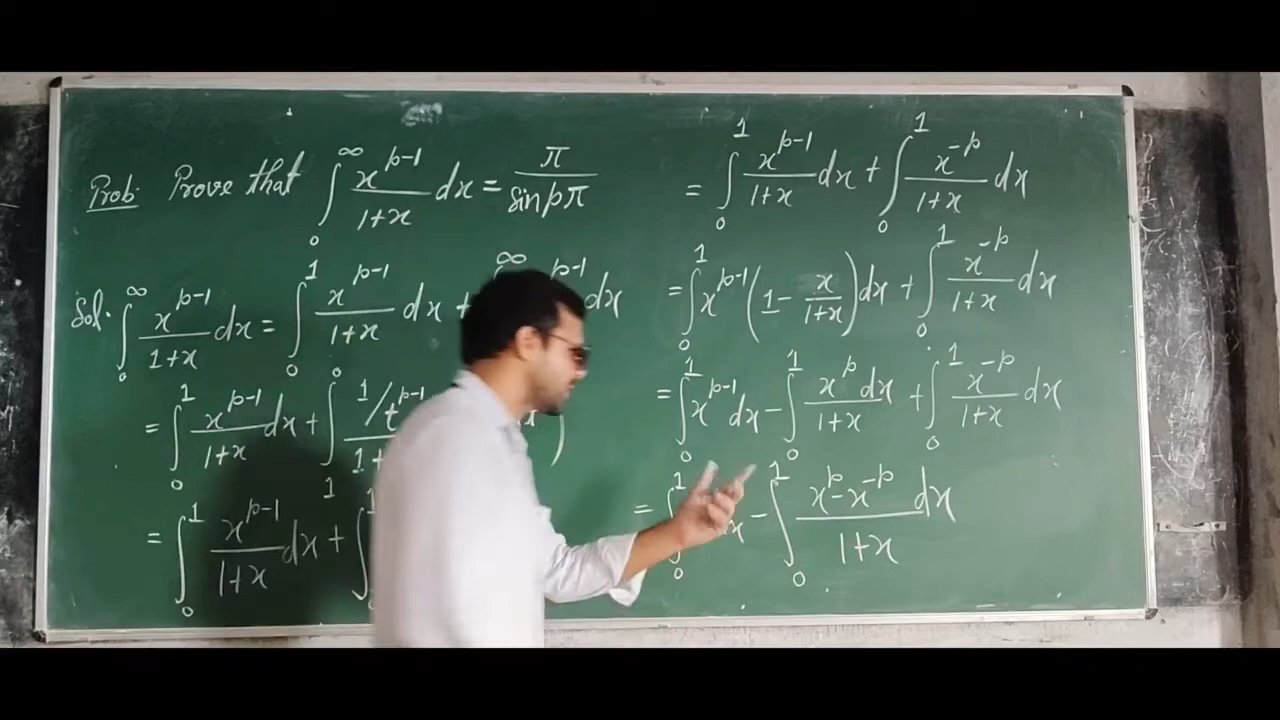 Prob: Prove that ∫₀^∞ x^{p-1}/(1+x) dx = π/sin pπ
Sol. ∫₀^∞ x^{p-1}/(1+x) dx = ∫₀¹ x^{p-1}/(1+x) dx + ∞ p-1 dx
= ∫₀¹ x^{p-1}/(1+x) dx + ∫₁⁰ 1/t^{p-1} / 1+ )
= ∫₀¹ x^{p-1}/(1+x) dx + ∫₀¹
= ∫₀¹ x^{p-1}/(1+x) dx + ∫₀¹ x^{-p}/(1+x) dx
= ∫₀¹ x^{p-1} (1 - x/(1+x)) dx + ∫₀¹ x^{-p}/(1+x) dx
= ∫₀¹ x^{p-1} dx - ∫₀¹ x^p dx/(1+x) + ∫₀¹ x^{-p}/(1+x) dx
= ∫₀¹ x - ∫₀¹ (x^p - x^{-p})/(1+x) dx